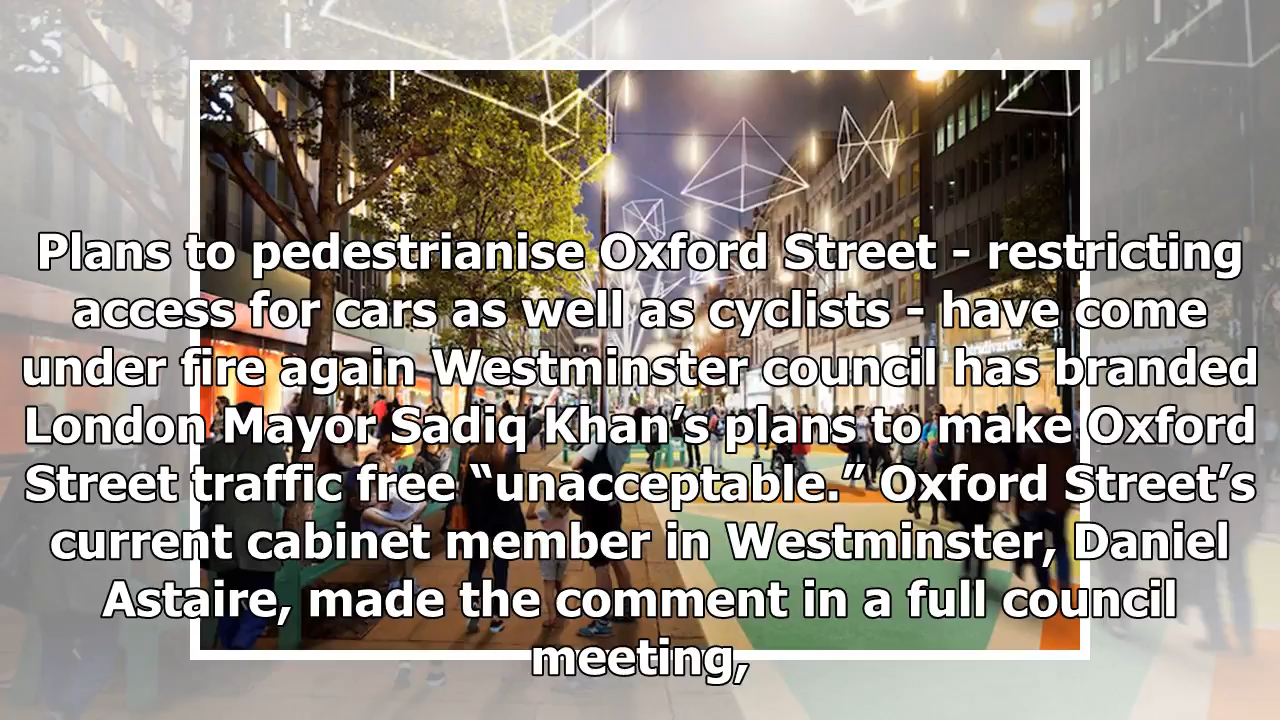 Plans to pedestrianise Oxford Street - restricting
access for cars as well as cyclists - have come
under fire again Westminster council has branded
London Mayor Sadiq Khan’s plans to make Oxford
Street traffic free “unacceptable.” Oxford Street’s
current cabinet member in Westminster, Daniel
Astaire, made the comment in a full council
meeting,